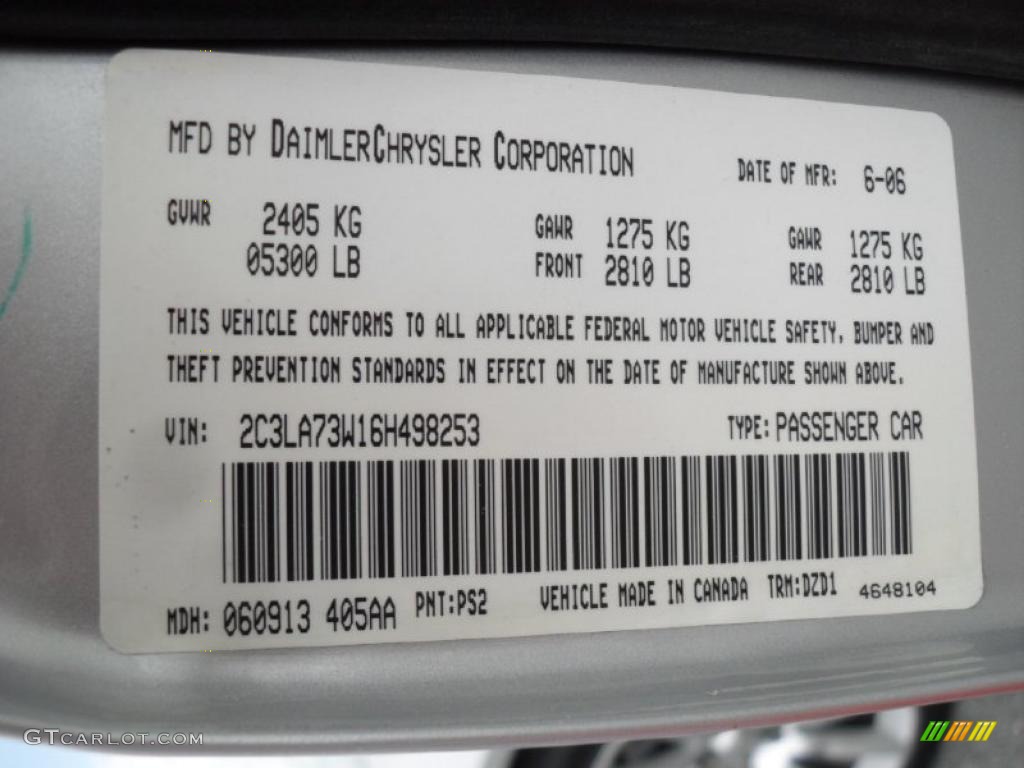 MFD BY DAIMLERCHRYSLER CORPORATION DATE OF MFR: 6-06
GVWR 2405 KG GAWR 1275 KG GAWR 1275 KG
05300 LB FRONT 2810 LB REAR 2810 LB
THIS VEHICLE CONFORMS TO ALL APPLICABLE FEDERAL MOTOR VEHICLE SAFETY, BUMPER AND
THEFT PREVENTION STANDARDS IN EFFECT ON THE DATE OF MANUFACTURE SHOWN ABOVE.
VIN: 2C3LA73W16H498253 TYPE: PASSENGER CAR
MDH: 060913 405AA PNT:PS2 VEHICLE MADE IN CANADA TRM:DZD1 4648104
GTCARLOT.COM